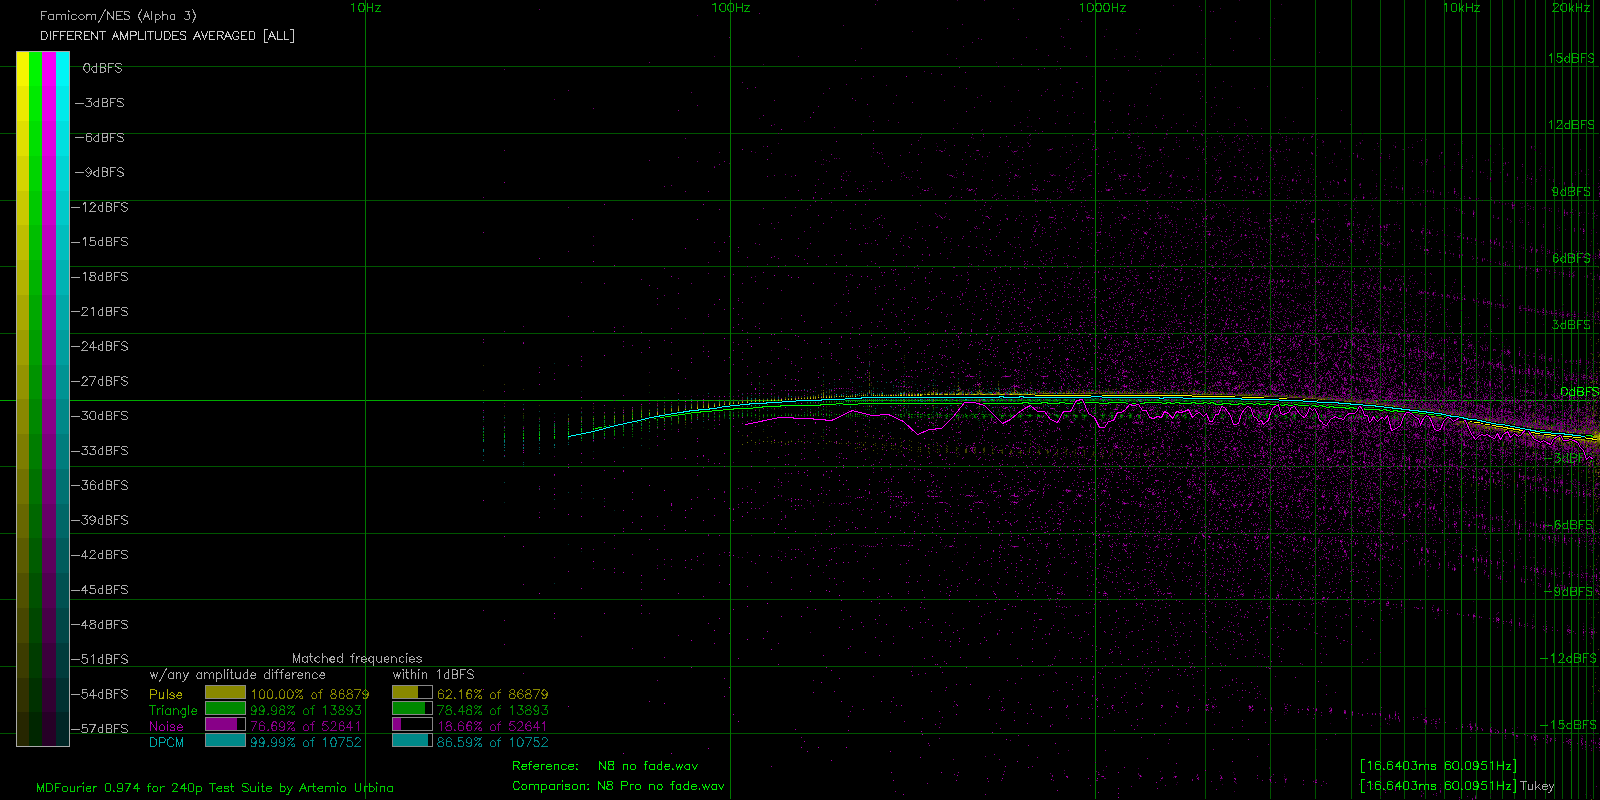 10Hz 100Hz 1000Hz 10kHz 20kHz
Famicom/NES (Alpha 3)
DIFFERENT AMPLITUDES AVERAGED [ALL]
0dBFS
-3dBFS
-6dBFS
-9dBFS
-12dBFS
-15dBFS
-18dBFS
-21dBFS
-24dBFS
-27dBFS
-30dBFS
-33dBFS
-36dBFS
-39dBFS
-42dBFS
-45dBFS
-48dBFS
-51dBFS
-54dBFS
-57dBFS
15dBFS
12dBFS
9dBFS
6dBFS
3dBFS
0dBFS
-3dBFS
-6dBFS
-9dBFS
-12dBFS
-15dBFS
Matched frequencies
w/any amplitude difference within 1dBFS
Pulse 100.00% of 86879 62.16% of 86879
Triangle 99.98% of 13893 78.48% of 13893
Noise 76.69% of 52641 18.66% of 52641
DPCM 99.99% of 10752 86.59% of 10752
Reference: N8 no fade.wav [16.6403ms 60.0951Hz]
Comparison: N8 Pro no fade.wav [16.6403ms 60.0951Hz] Tukey
MDFourier 0.974 for 240p Test Suite by Artemio Urbina